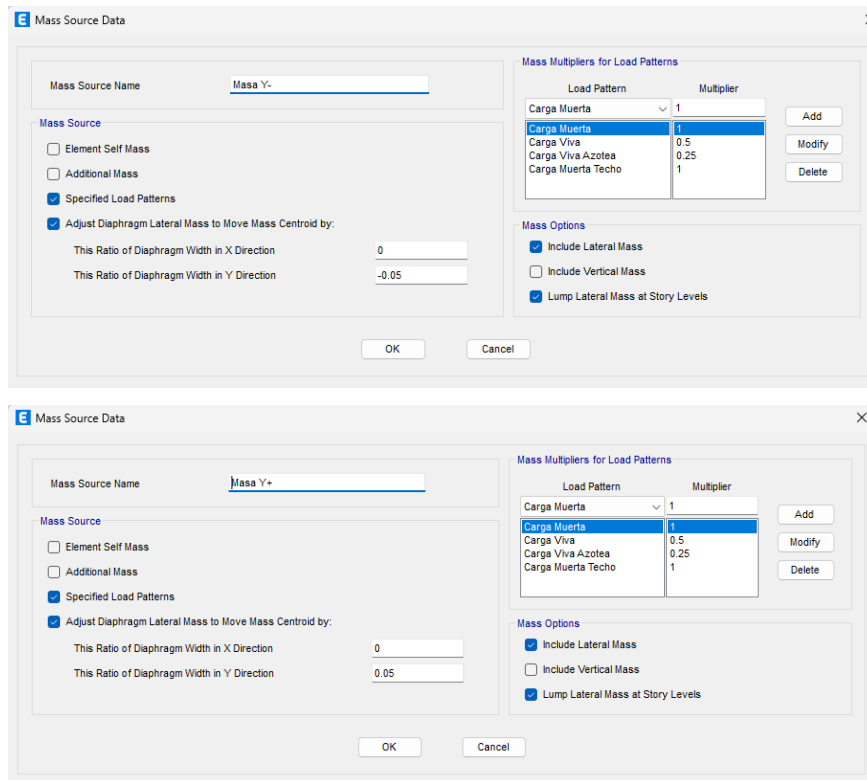 E Mass Source Data
Mass Source Name Masa Y-
Mass Source
Element Self Mass
Additional Mass
Specified Load Patterns
Adjust Diaphragm Lateral Mass to Move Mass Centroid by:
This Ratio of Diaphragm Width in X Direction 0
This Ratio of Diaphragm Width in Y Direction -0.05
Mass Multipliers for Load Patterns
Load Pattern Multiplier
Carga Muerta 1
Carga Muerta 1
Carga Viva 0.5
Carga Viva Azotea 0.25
Carga Muerta Techo 1
Add
Modify
Delete
Mass Options
Include Lateral Mass
Include Vertical Mass
Lump Lateral Mass at Story Levels
OK Cancel
E Mass Source Data
Mass Source Name Masa Y+
Mass Source
Element Self Mass
Additional Mass
Specified Load Patterns
Adjust Diaphragm Lateral Mass to Move Mass Centroid by:
This Ratio of Diaphragm Width in X Direction 0
This Ratio of Diaphragm Width in Y Direction 0.05
Mass Multipliers for Load Patterns
Load Pattern Multiplier
Carga Muerta 1
Carga Muerta 1
Carga Viva 0.5
Carga Viva Azotea 0.25
Carga Muerta Techo 1
Add
Modify
Delete
Mass Options
Include Lateral Mass
Include Vertical Mass
Lump Lateral Mass at Story Levels
OK Cancel